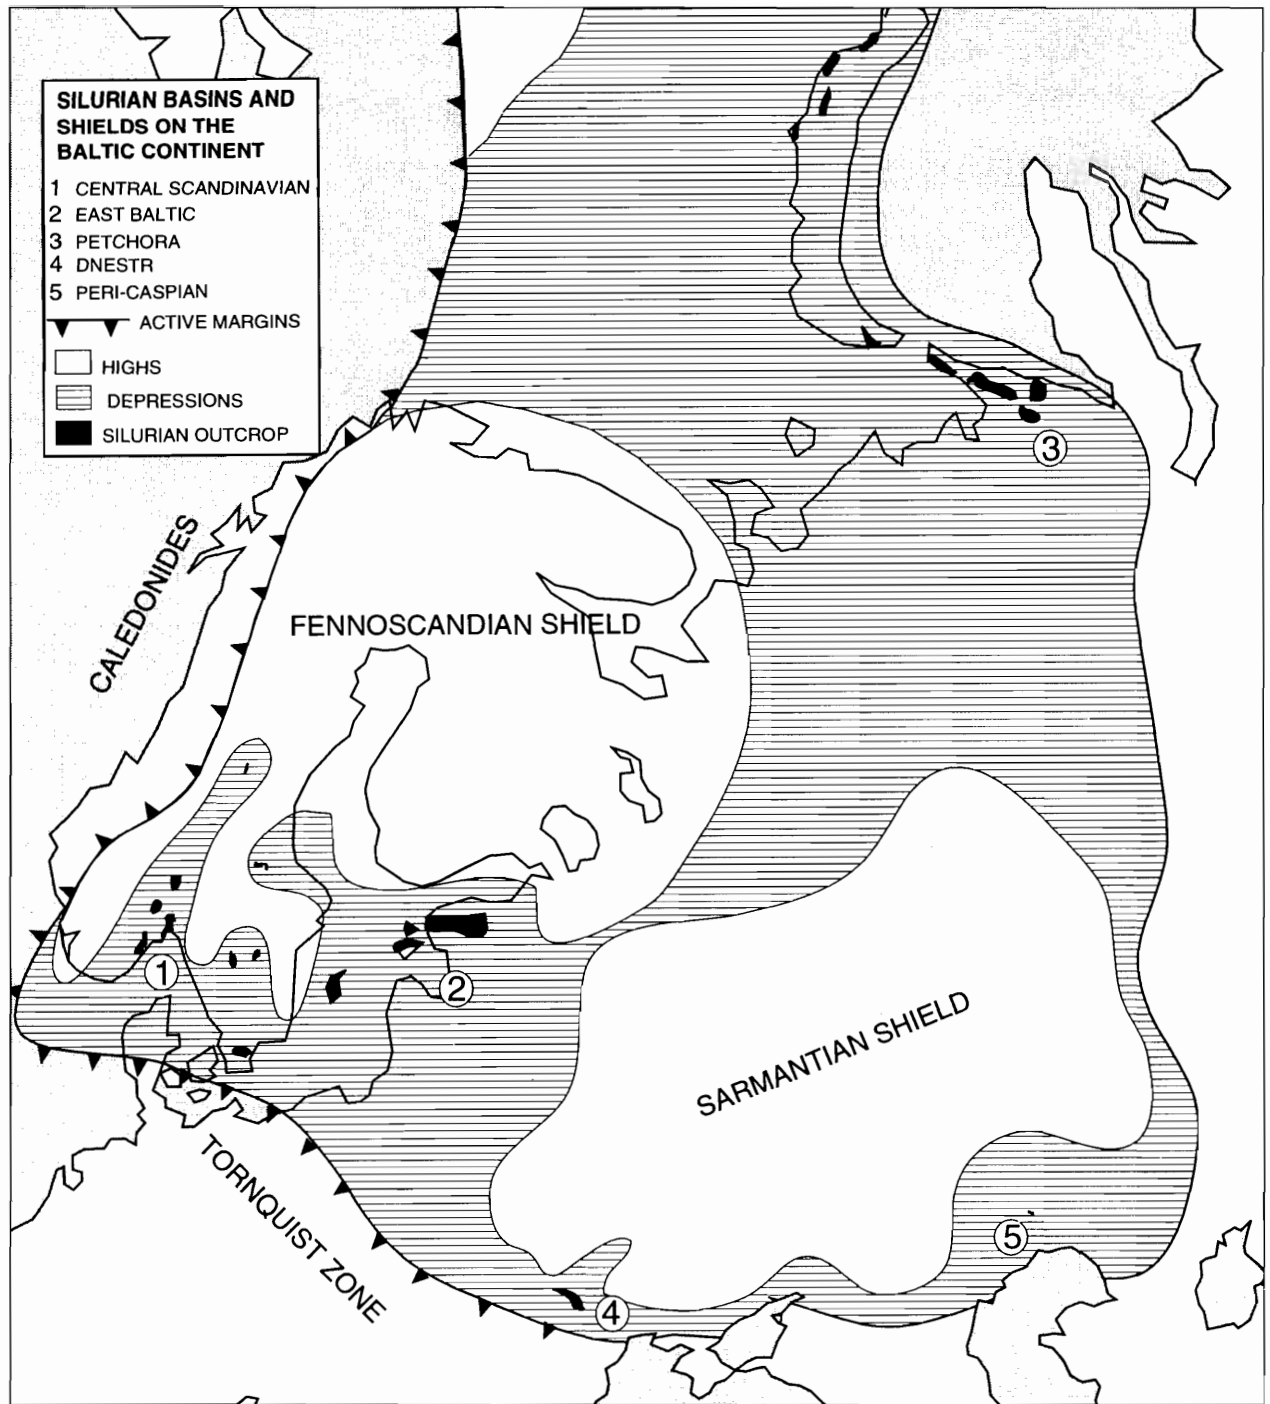 SILURIAN BASINS AND
SHIELDS ON THE
BALTIC CONTINENT
1 CENTRAL SCANDINAVIAN
2 EAST BALTIC
3 PETCHORA
4 DNESTR
5 PERI-CASPIAN
ACTIVE MARGINS
HIGHS
DEPRESSIONS
SILURIAN OUTCROP
3
CALEDONIDES
FENNOSCANDIAN SHIELD
1
2
SARMANTIAN SHIELD
TORNQUIST ZONE
5
4